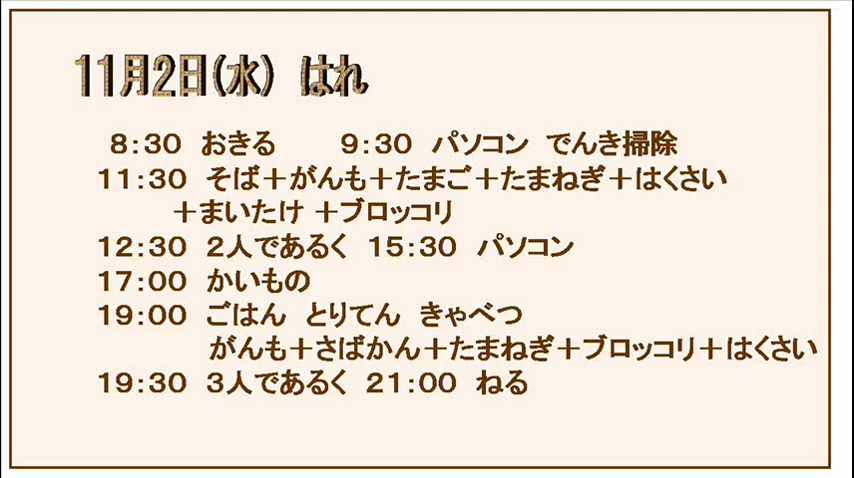 11月2日(水) はれ
8:30 おきる 9:30 パソコン でんき掃除
11:30 そば+がんも+たまご+たまねぎ+はくさい
+まいたけ +ブロッコリ
12:30 2人であるく 15:30 パソコン
17:00 かいもの
19:00 ごはん とりてん きゃべつ
がんも+さばかん+たまねぎ+ブロッコリ+はくさい
19:30 3人であるく 21:00 ねる